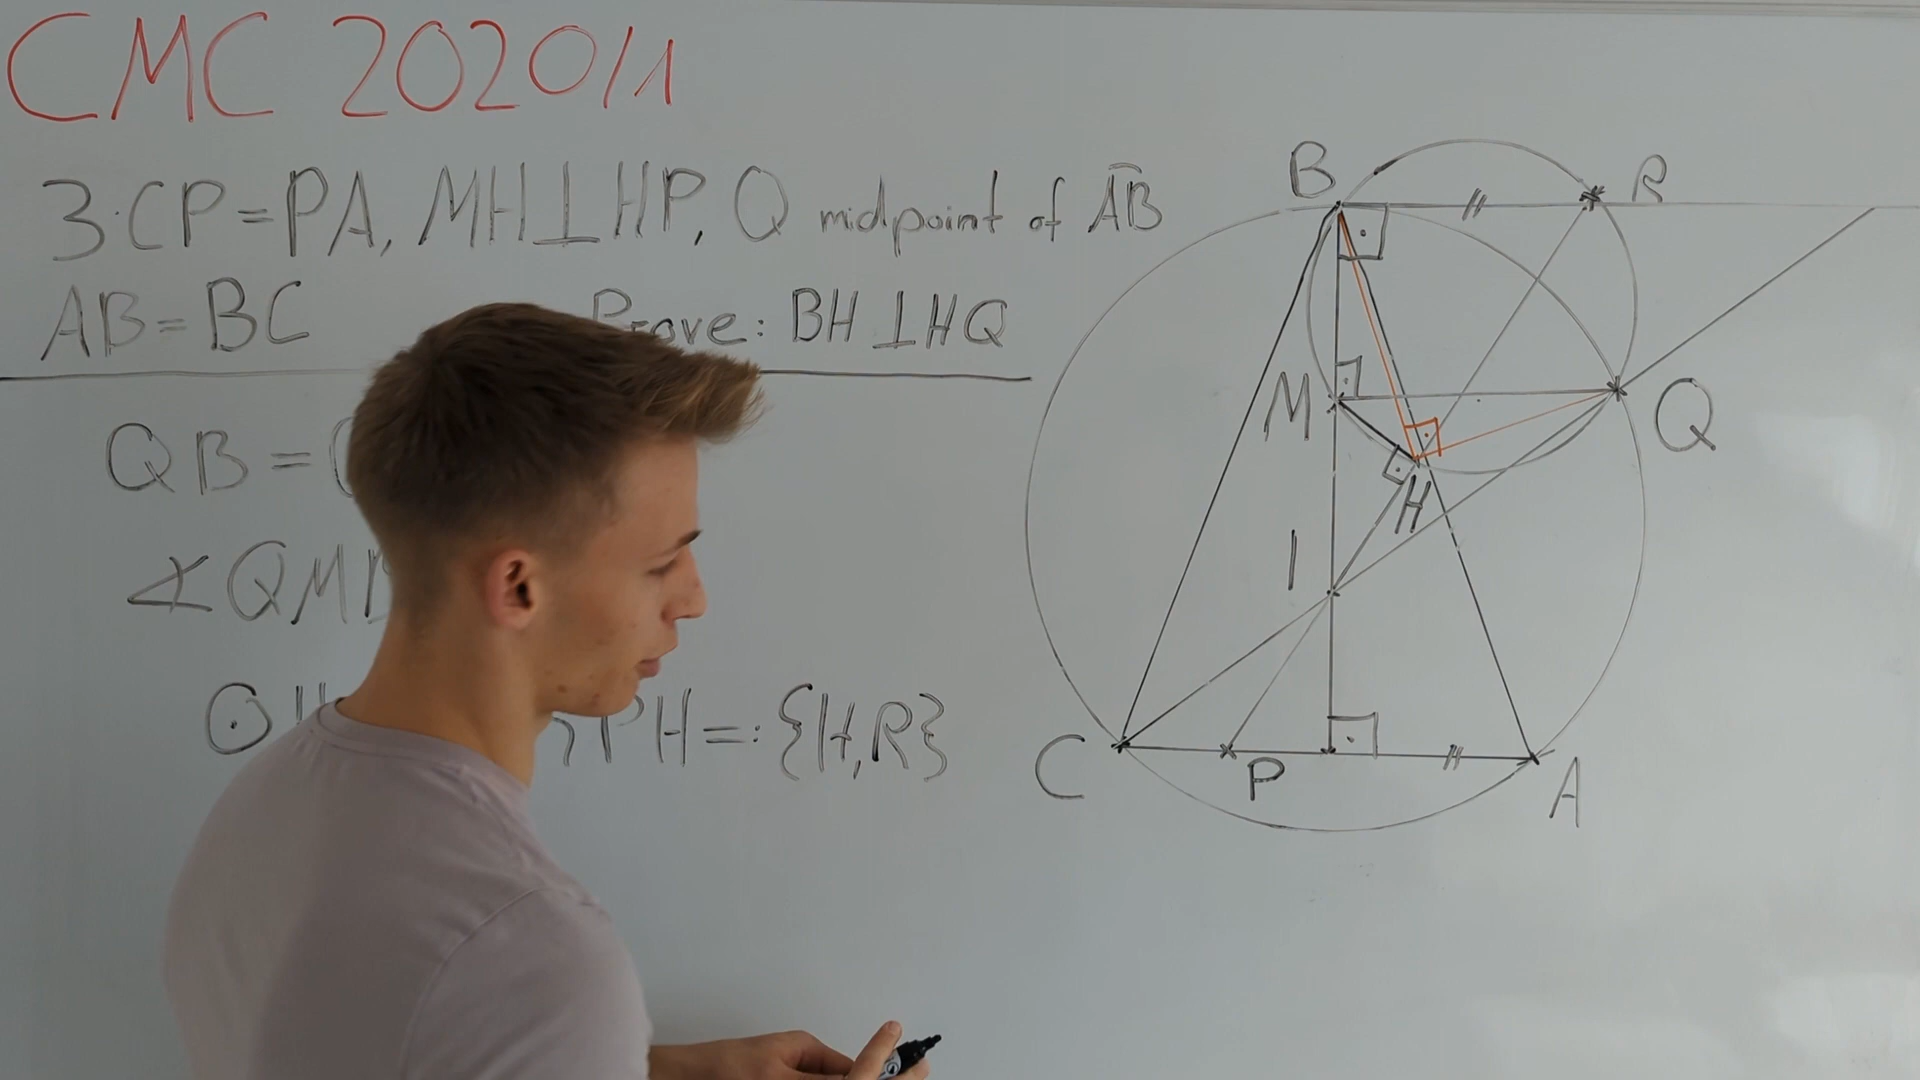 CMC 2020/1
3·CP=PA, MH⊥HP, Q midpoint of AB̄
AB=BC Prove: BH⊥HQ
QB=
∡QM
⊙ PH=:{H,R}
B R
M Q
H
I
C P A